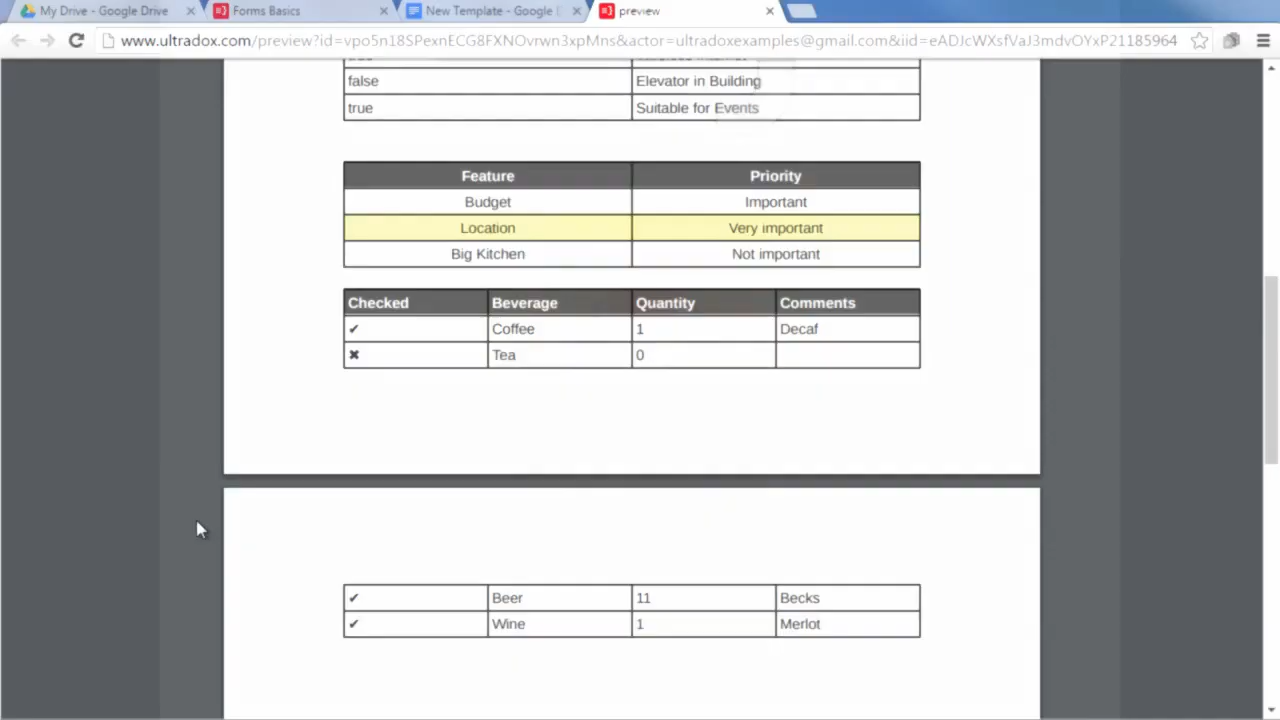 My Drive - Google Drive
Forms Basics
New Template - Google
preview
www.ultradox.com/preview?id=vpo5n18SPexnECG8FXNOvrwn3xpMns&actor=ultradoxexamples@gmail.com&iid=eADJcWXsfVaJ3mdvOYxP21185964
false Elevator in Building
true Suitable for Events
Feature Priority
Budget Important
Location Very important
Big Kitchen Not important
Checked Beverage Quantity Comments
✔ Coffee 1 Decaf
✖ Tea 0
✔ Beer 11 Becks
✔ Wine 1 Merlot